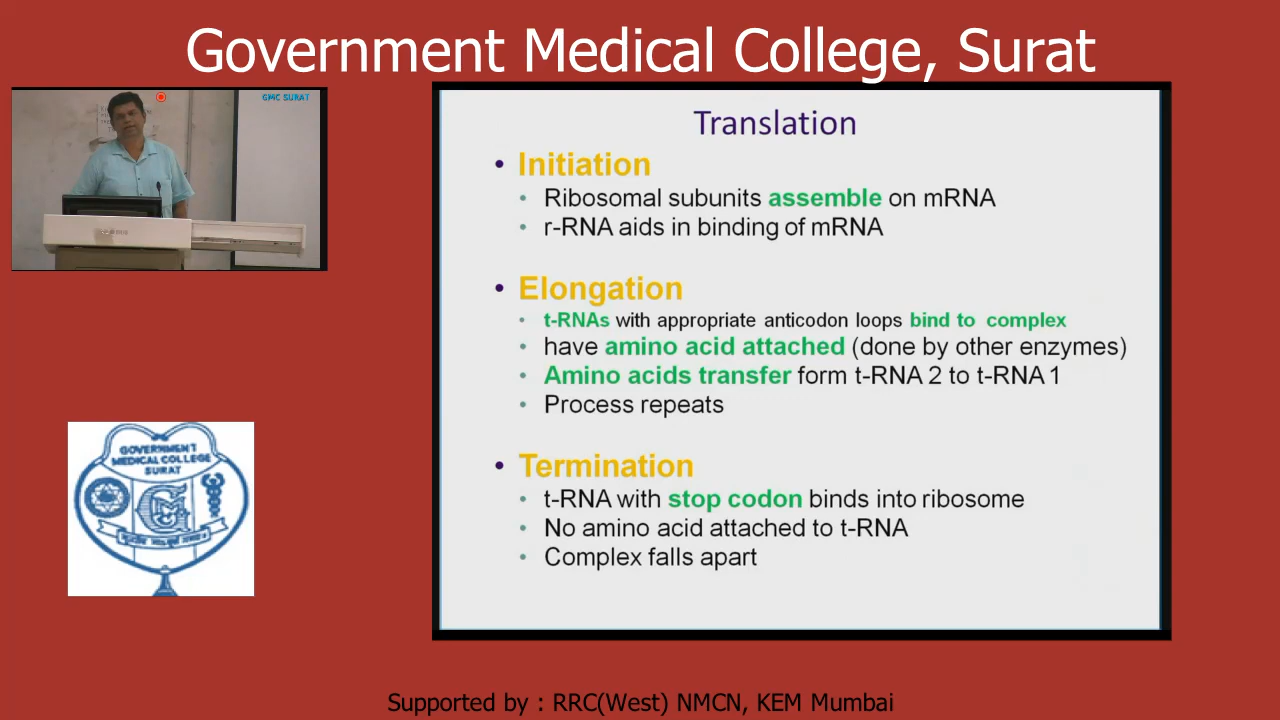 Government Medical College, Surat
GMC SURAT
Translation
• Initiation
• Ribosomal subunits assemble on mRNA
• r-RNA aids in binding of mRNA
• Elongation
• t-RNAs with appropriate anticodon loops bind to complex
• have amino acid attached (done by other enzymes)
• Amino acids transfer form t-RNA 2 to t-RNA 1
• Process repeats
• Termination
• t-RNA with stop codon binds into ribosome
• No amino acid attached to t-RNA
• Complex falls apart
GOVERNMENT
MEDICAL COLLEGE
SURAT
Supported by : RRC(West) NMCN, KEM Mumbai